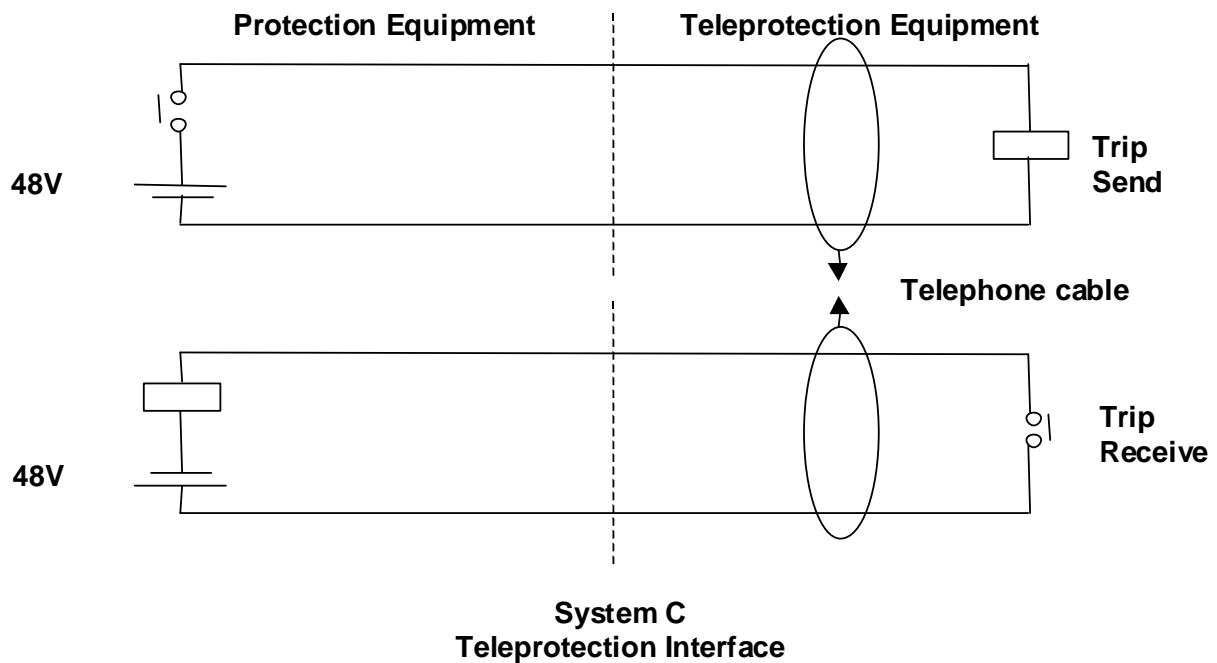 Protection Equipment
Teleprotection Equipment
48V
Trip
Send
Telephone cable
48V
Trip
Receive
System C
Teleprotection Interface